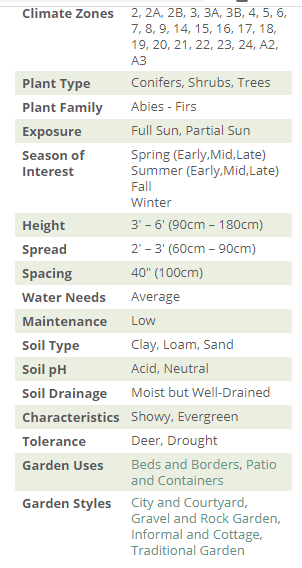 Climate Zones 2, 2A, 2B, 3, 3A, 3B, 4, 5, 6,
7, 8, 9, 14, 15, 16, 17, 18,
19, 20, 21, 22, 23, 24, A2,
A3
Plant Type Conifers, Shrubs, Trees
Plant Family Abies - Firs
Exposure Full Sun, Partial Sun
Season of Interest Spring (Early,Mid,Late)
Summer (Early,Mid,Late)
Fall
Winter
Height 3' – 6' (90cm – 180cm)
Spread 2' – 3' (60cm – 90cm)
Spacing 40" (100cm)
Water Needs Average
Maintenance Low
Soil Type Clay, Loam, Sand
Soil pH Acid, Neutral
Soil Drainage Moist but Well-Drained
Characteristics Showy, Evergreen
Tolerance Deer, Drought
Garden Uses Beds and Borders, Patio
and Containers
Garden Styles City and Courtyard,
Gravel and Rock Garden,
Informal and Cottage,
Traditional Garden